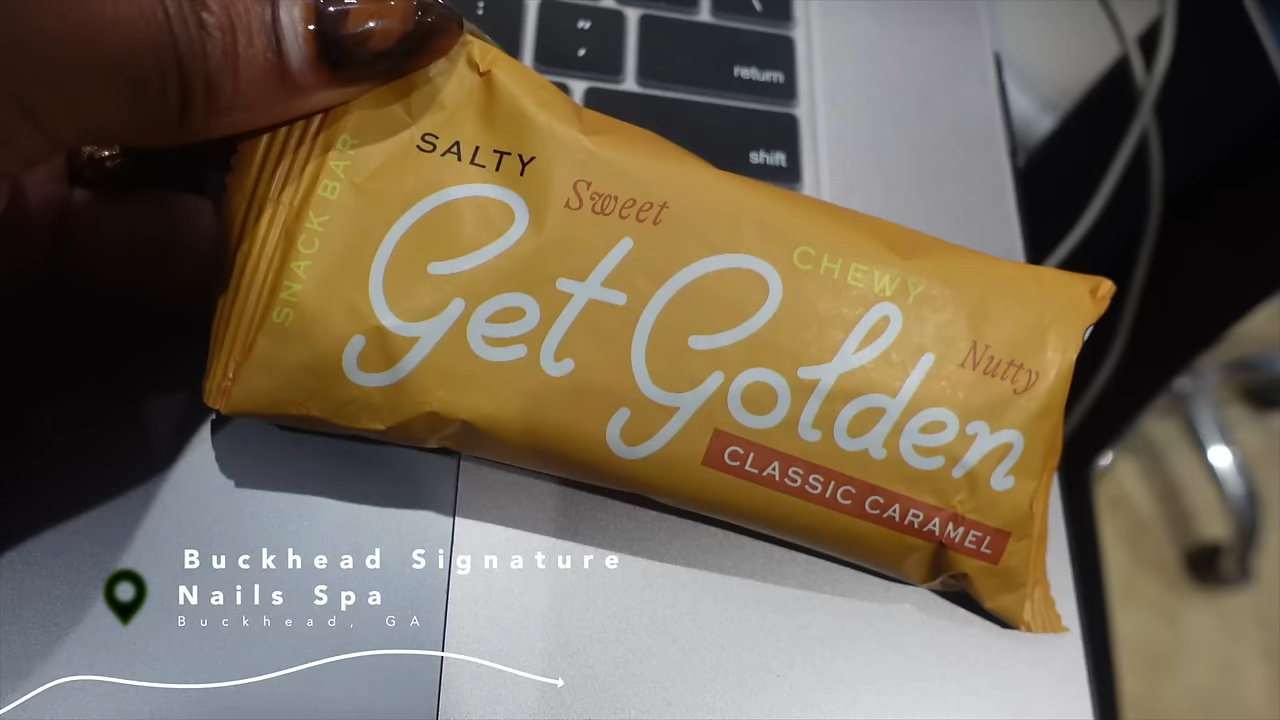 " 
'
return
shift
SNACK BAR
SALTY
Sweet
CHEWY
Nutty
Get Golden
CLASSIC CARAMEL
Buckhead Signature
Nails Spa
Buckhead, GA